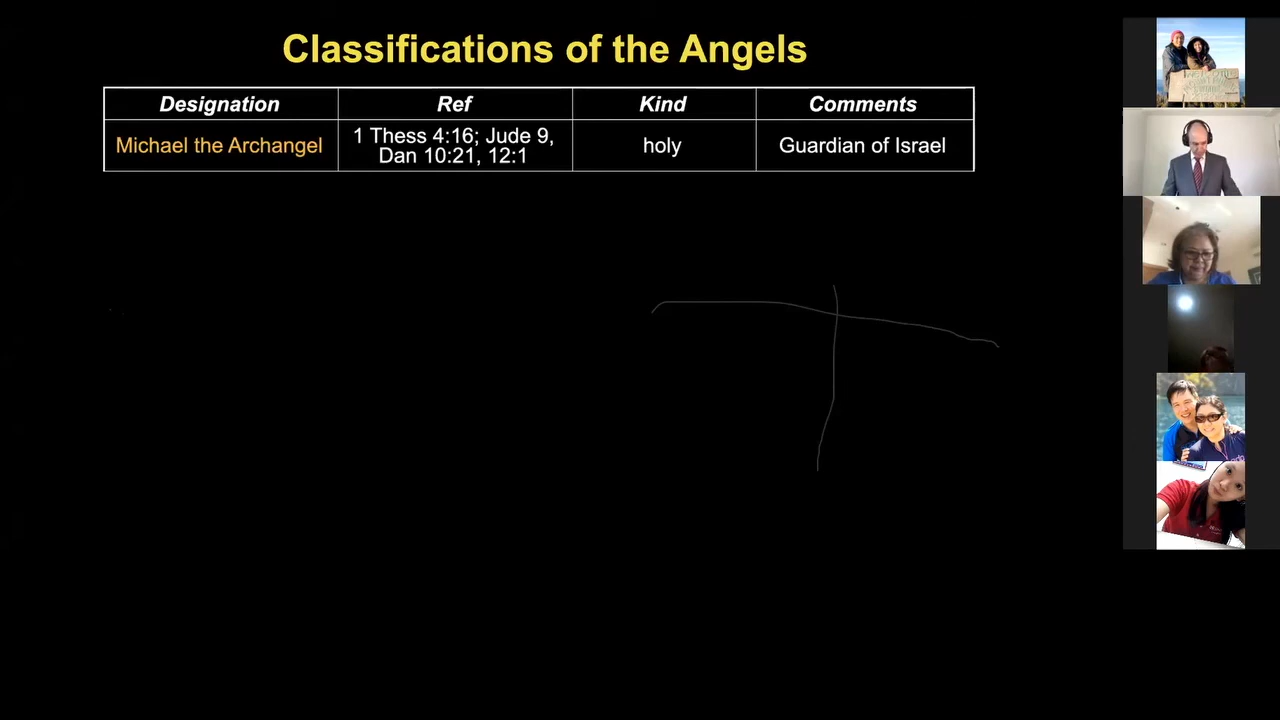 Classifications of the Angels
Designation Ref Kind Comments
Michael the Archangel 1 Thess 4:16; Jude 9, holy Guardian of Israel
Dan 10:21, 12:1